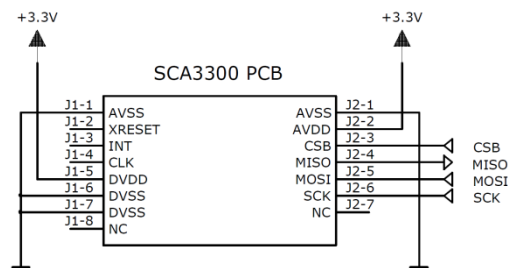 +3.3V +3.3V
SCA3300 PCB
J1-1 AVSS AVSS J2-1
J1-2 XRESET AVDD J2-2
J1-3 INT CSB J2-3 CSB
J1-4 CLK MISO J2-4 MISO
J1-5 DVDD MOSI J2-5 MOSI
J1-6 DVSS SCK J2-6 SCK
J1-7 DVSS NC J2-7
J1-8 NC